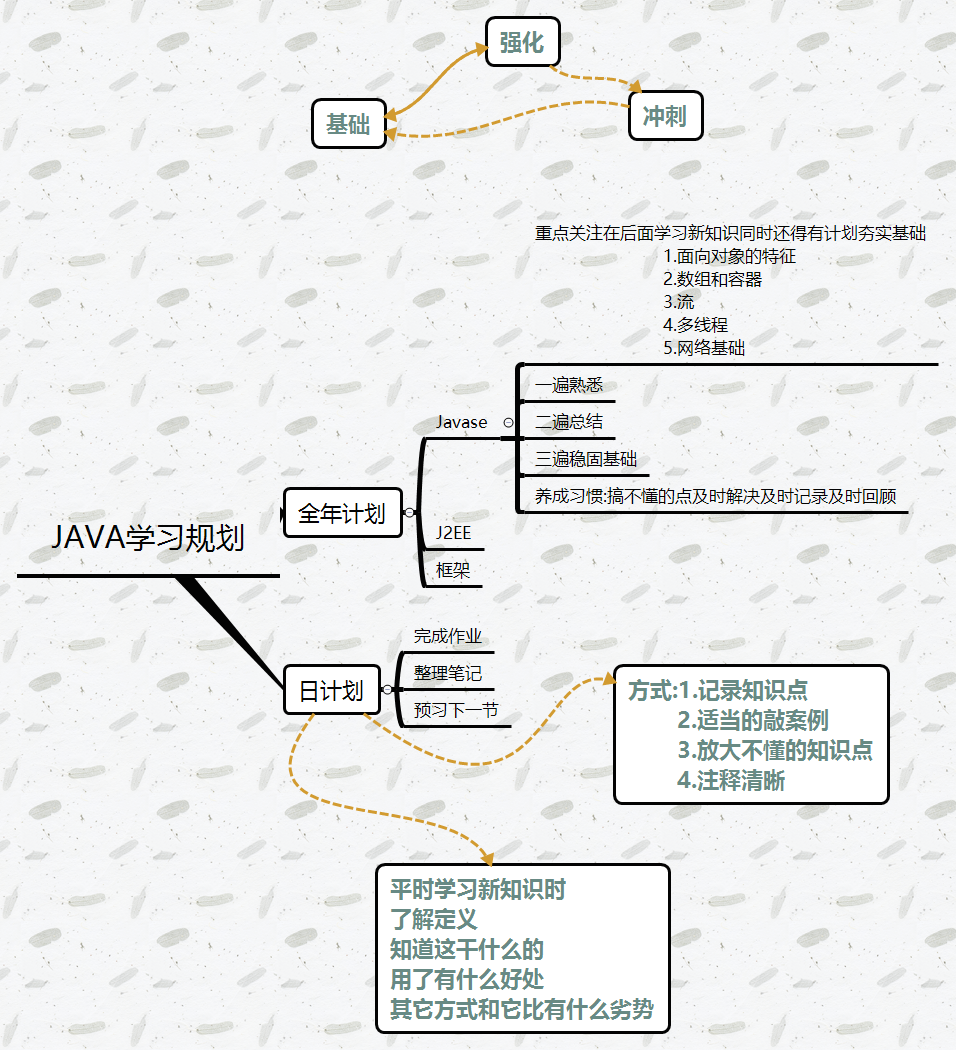 强化
基础
冲刺
重点关注在后面学习新知识同时还得有计划夯实基础
1.面向对象的特征
2.数组和容器
3.流
4.多线程
5.网络基础
一遍熟悉
Javase
二遍总结
三遍稳固基础
养成习惯:搞不懂的点及时解决及时记录及时回顾
全年计划
JAVA学习规划
J2EE
框架
完成作业
整理笔记
日计划
预习下一节
方式:1.记录知识点
2.适当的敲案例
3.放大不懂的知识点
4.注释清晰
平时学习新知识时
了解定义
知道这干什么的
用了有什么好处
其它方式和它比有什么劣势